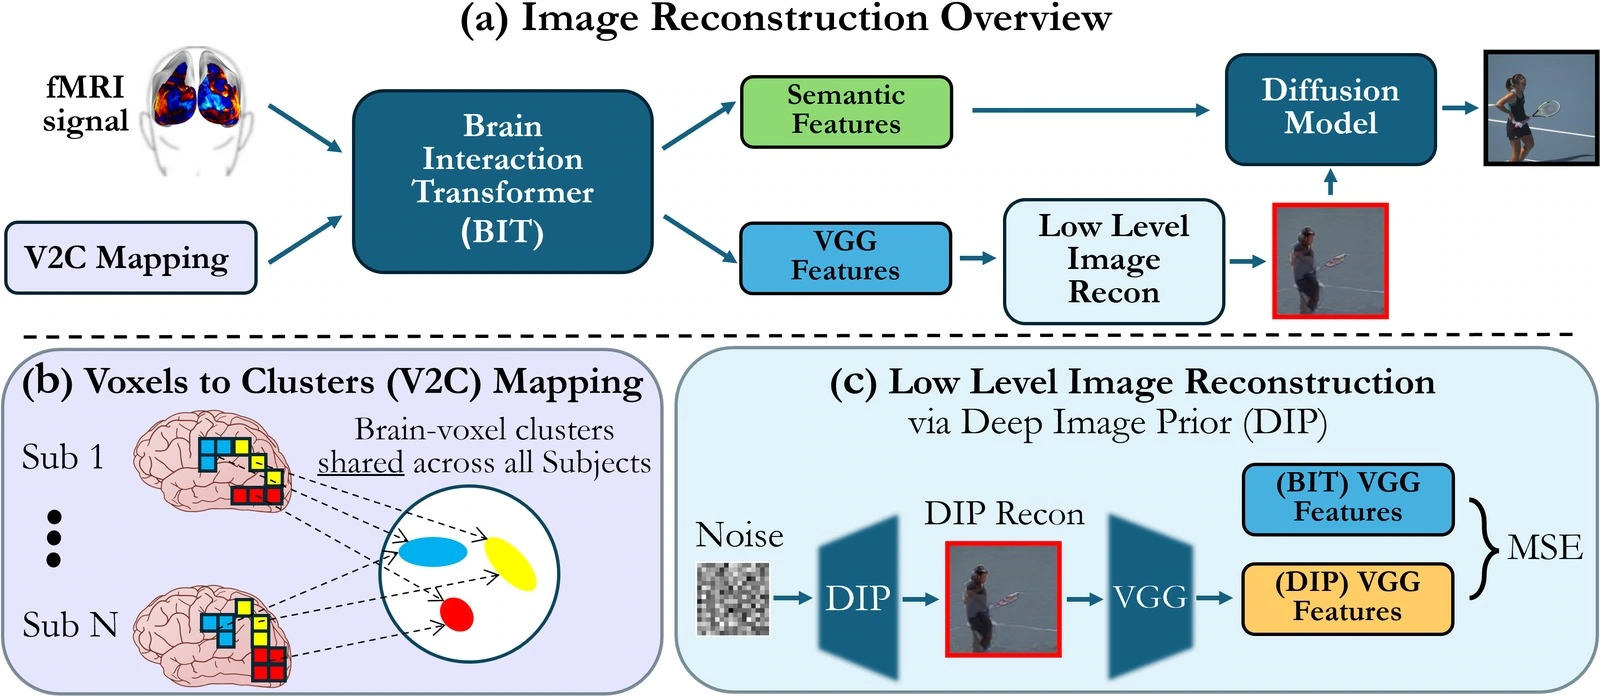 (a) Image Reconstruction Overview
fMRI
signal
V2C Mapping
Brain
Interaction
Transformer
(BIT)
Semantic
Features
VGG
Features
Low Level
Image
Recon
Diffusion
Model
(b) Voxels to Clusters (V2C) Mapping
Sub 1
Brain-voxel clusters
shared across all Subjects
Sub N
(c) Low Level Image Reconstruction
via Deep Image Prior (DIP)
Noise
DIP
DIP Recon
VGG
(BIT) VGG
Features
(DIP) VGG
Features
MSE